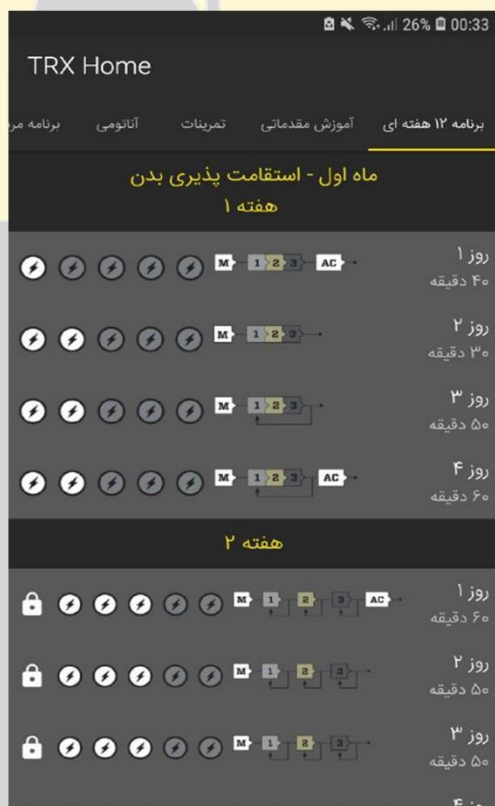 26% 00:33
TRX Home
برنامه ۱۲ هفته ای آموزش مقدماتی تمرینات آناتومی برنامه مر
ماه اول - استقامت پذیری بدن
هفته ۱
روز ۱
M 1 2 3 AC
۴۰ دقیقه
روز ۲
M 1 2 3
۳۰ دقیقه
روز ۳
M 1 2 3
۵۰ دقیقه
روز ۴
M 1 2 3 AC
۶۰ دقیقه
هفته ۲
روز ۱
M 1 2 3 AC
۶۰ دقیقه
روز ۲
M 1 2 3
۵۰ دقیقه
روز ۳
M 1 2 3
۵۰ دقیقه